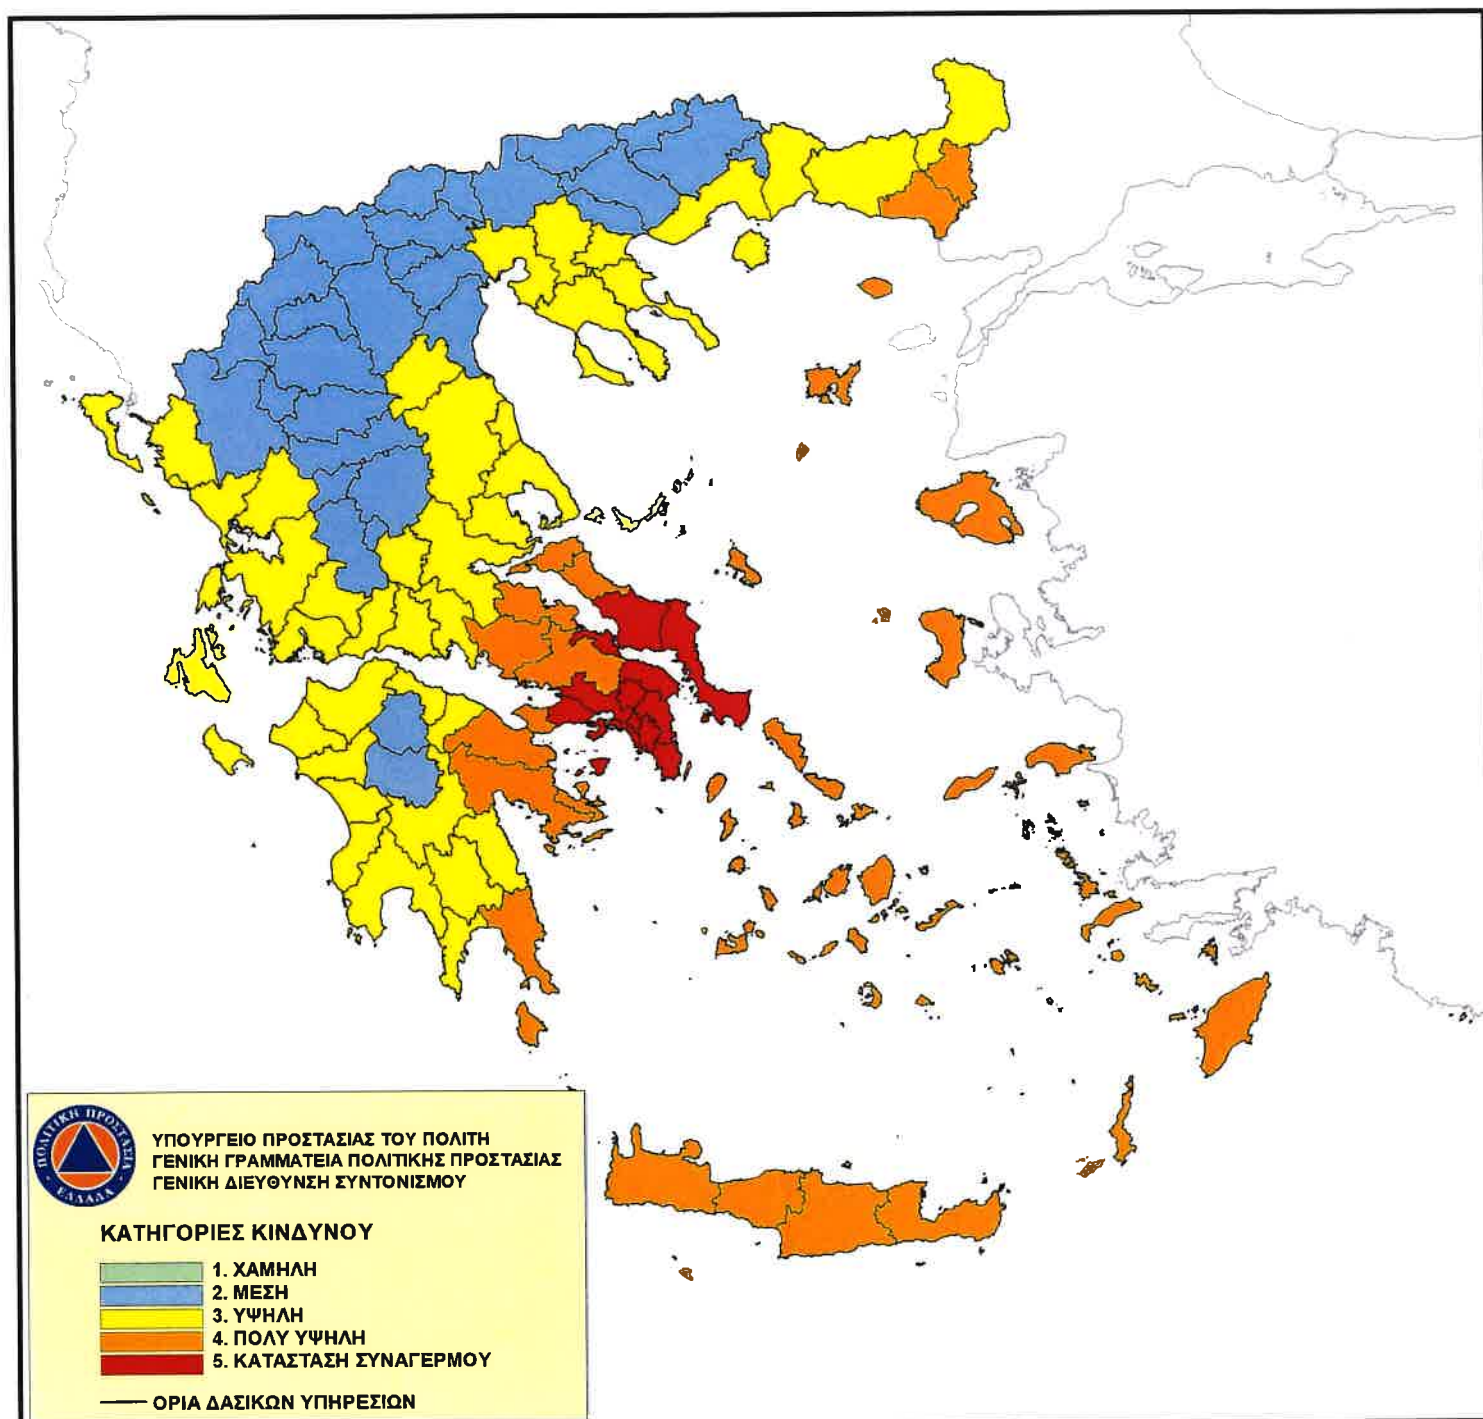 ΠΟΛΙΤΙΚΗ ΠΡΟΣΤΑΣΙΑ
ΕΛΛΑΔΑ
ΥΠΟΥΡΓΕΙΟ ΠΡΟΣΤΑΣΙΑΣ ΤΟΥ ΠΟΛΙΤΗ
ΓΕΝΙΚΗ ΓΡΑΜΜΑΤΕΙΑ ΠΟΛΙΤΙΚΗΣ ΠΡΟΣΤΑΣΙΑΣ
ΓΕΝΙΚΗ ΔΙΕΥΘΥΝΣΗ ΣΥΝΤΟΝΙΣΜΟΥ
ΚΑΤΗΓΟΡΙΕΣ ΚΙΝΔΥΝΟΥ
1. ΧΑΜΗΛΗ
2. ΜΕΣΗ
3. ΥΨΗΛΗ
4. ΠΟΛΥ ΥΨΗΛΗ
5. ΚΑΤΑΣΤΑΣΗ ΣΥΝΑΓΕΡΜΟΥ
ΟΡΙΑ ΔΑΣΙΚΩΝ ΥΠΗΡΕΣΙΩΝ